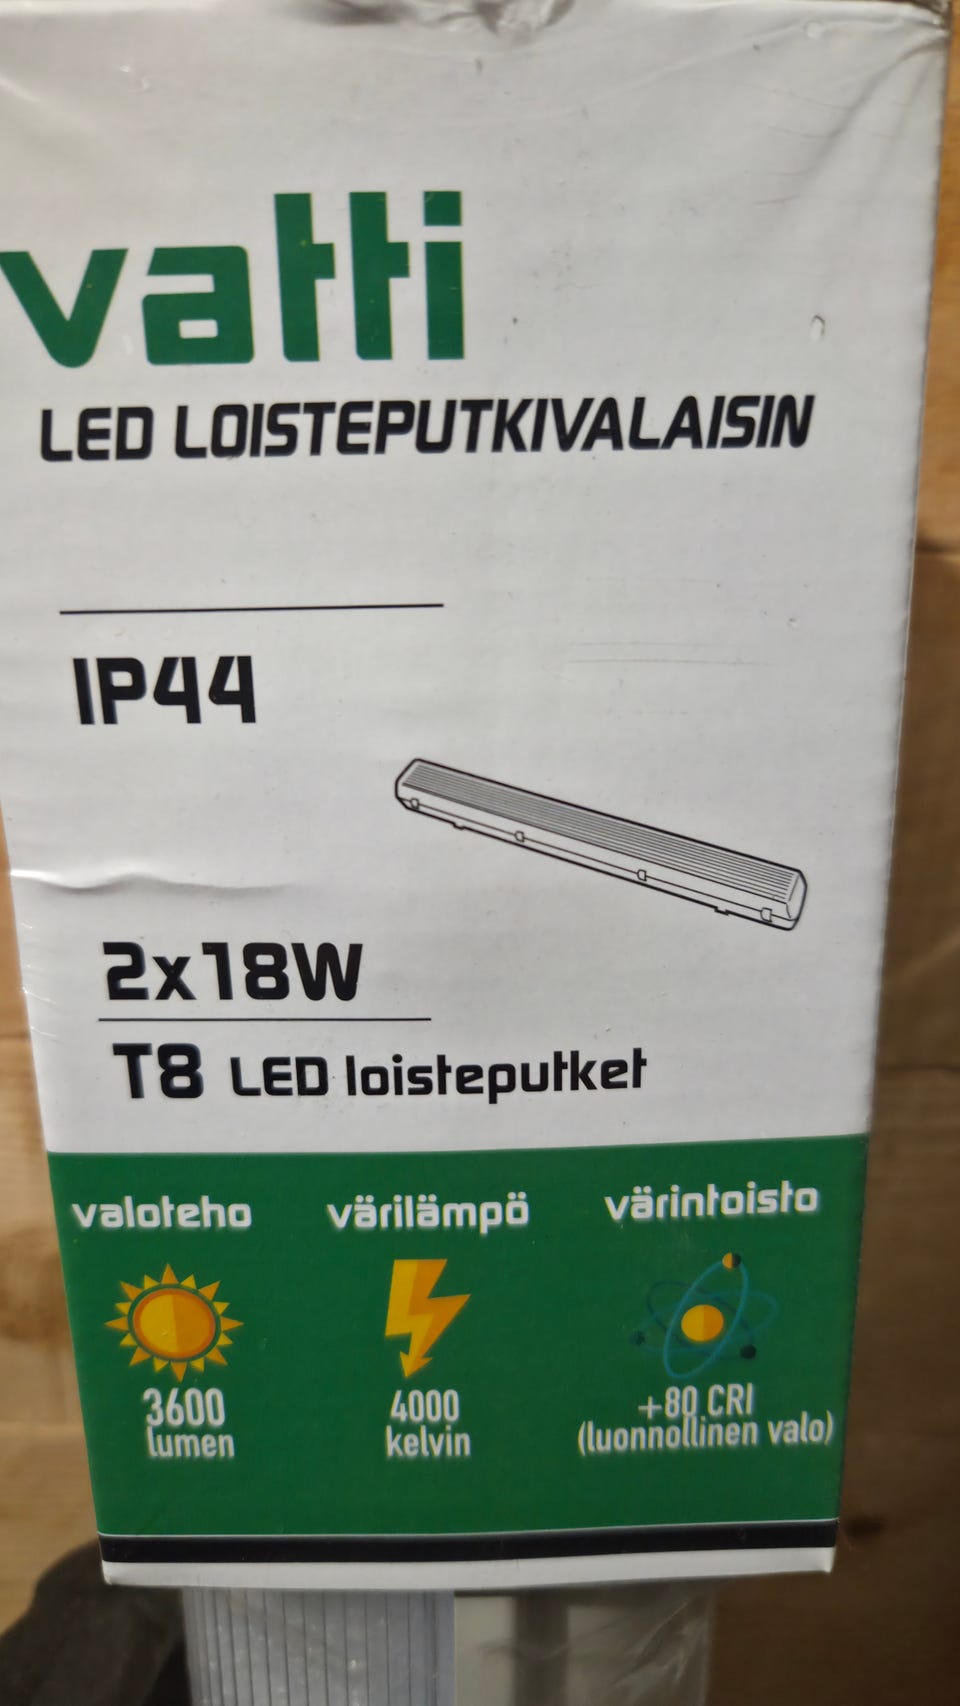 vatti
LED LOISTEPUTKIVALAISIN
IP44
2x18W
T8 LED loisteputket
valoteho värilämpö värintoisto
3600 4000 +80 CRI
lumen kelvin (luonnollinen valo)